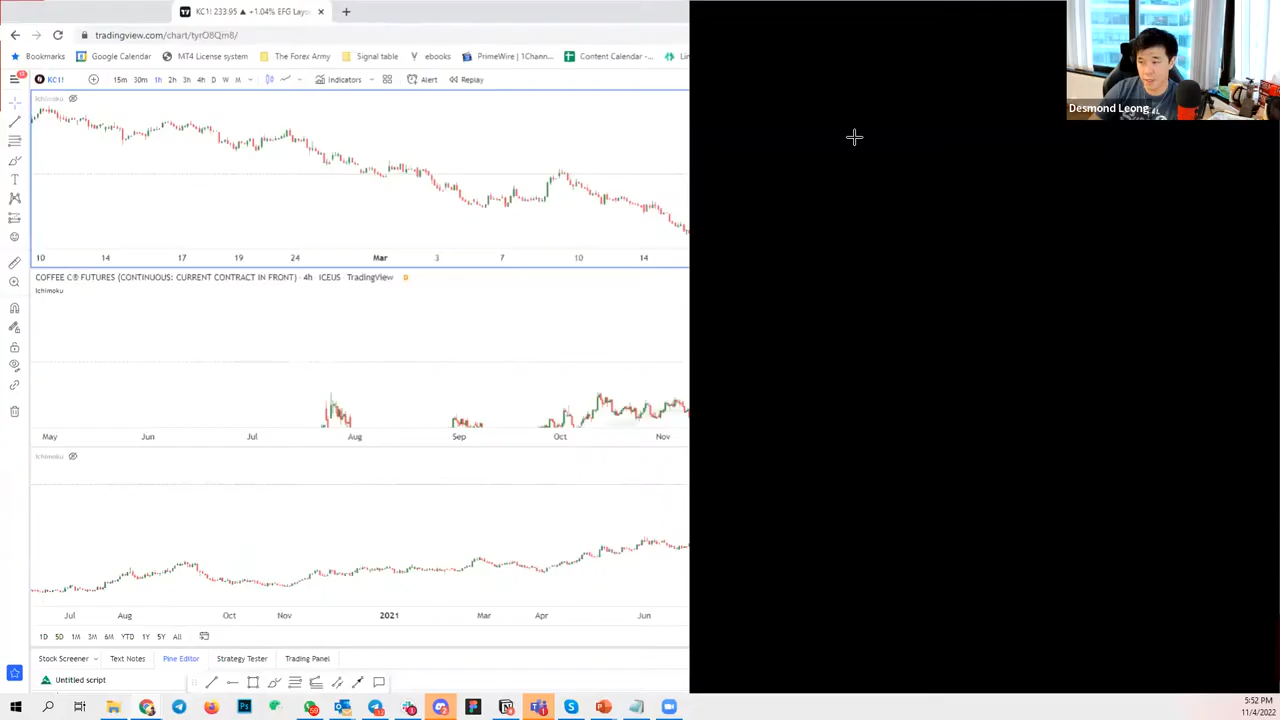 KC1! 233.95 ▲ +1.04% EFG Layo
tradingview.com/chart/tyrO8Qm8/
Bookmarks Google Calendar MT4 License system The Forex Army Signal table ebooks PrimeWire | 1Chann... Content Calendar -... Lin
KC1! 15m 30m 1h 2h 3h 4h D W M Indicators Alert Replay
Desmond Leong
Ichimoku
10 14 17 19 24 Mar 3 7 10 14
COFFEE C® FUTURES (CONTINUOUS: CURRENT CONTRACT IN FRONT) · 4h ICEUS TradingView D
Ichimoku
May Jun Jul Aug Sep Oct Nov
Ichimoku
Jul Aug Oct Nov 2021 Mar Apr Jun
1D 5D 1M 3M 6M YTD 1Y 5Y All
Stock Screener Text Notes Pine Editor Strategy Tester Trading Panel
Untitled script
5:52 PM
11/4/2022